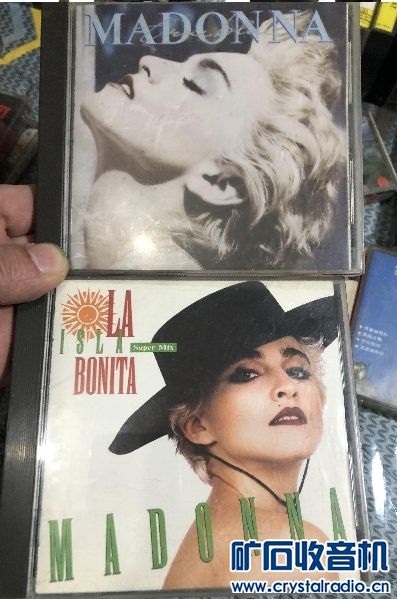 MADONNA
LA
ISLA
Super Mix
BONITA
MADONNA
矿石收音机
www.crystalradio.cn